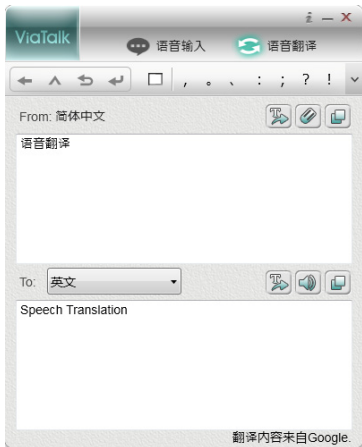 ViaTalk
语音输入 语音翻译
, 。 、 : ; ? !
From: 简体中文
语音翻译
To: 英文
Speech Translation
翻译内容来自Google.